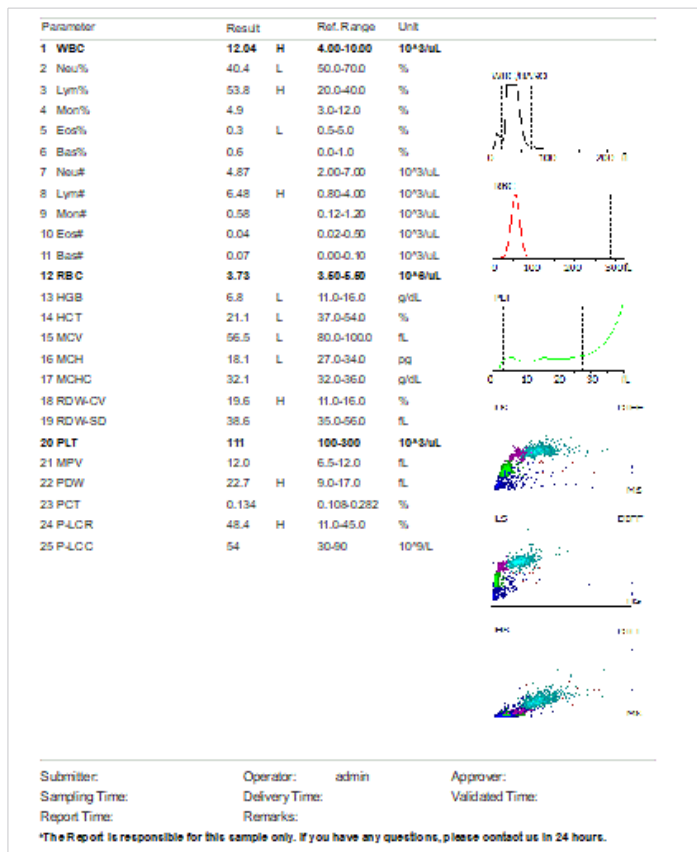 Parameter Result Ref. Range Unit
1 WBC 12.04 H 4.00-10.00 10^3/uL
2 Neu% 40.4 L 50.0-70.0 %
3 Lym% 53.8 H 20.0-40.0 %
4 Mon% 4.9 3.0-12.0 %
5 Eos% 0.3 L 0.5-5.0 %
6 Bas% 0.6 0.0-1.0 %
7 Neu# 4.87 2.00-7.00 10^3/uL
8 Lym# 6.48 H 0.80-4.00 10^3/uL
9 Mon# 0.58 0.12-1.20 10^3/uL
10 Eos# 0.04 0.02-0.50 10^3/uL
11 Bas# 0.07 0.00-0.10 10^3/uL
12 RBC 3.73 3.50-5.50 10^6/uL
13 HGB 6.8 L 11.0-16.0 g/dL
14 HCT 21.1 L 37.0-54.0 %
15 MCV 56.5 L 80.0-100.0 fL
16 MCH 18.1 L 27.0-34.0 pg
17 MCHC 32.1 32.0-36.0 g/dL
18 RDW-CV 19.6 H 11.0-16.0 %
19 RDW-SD 38.6 35.0-56.0 fL
20 PLT 111 100-300 10^3/uL
21 MPV 12.0 6.5-12.0 fL
22 PDW 22.7 H 9.0-17.0 fL
23 PCT 0.134 0.108-0.282 %
24 P-LCR 48.4 H 11.0-45.0 %
25 P-LCC 54 30-90 10^9/L
0 100 200 fL
RBC
0 100 200 300fL
PLT
0 10 20 30 fL
LS
MS
LS
HS
MS
Submitter: Operator: admin Approver:
Sampling Time: Delivery Time: Validated Time:
Report Time: Remarks:
*The Report is responsible for this sample only. If you have any questions, please contact us in 24 hours.